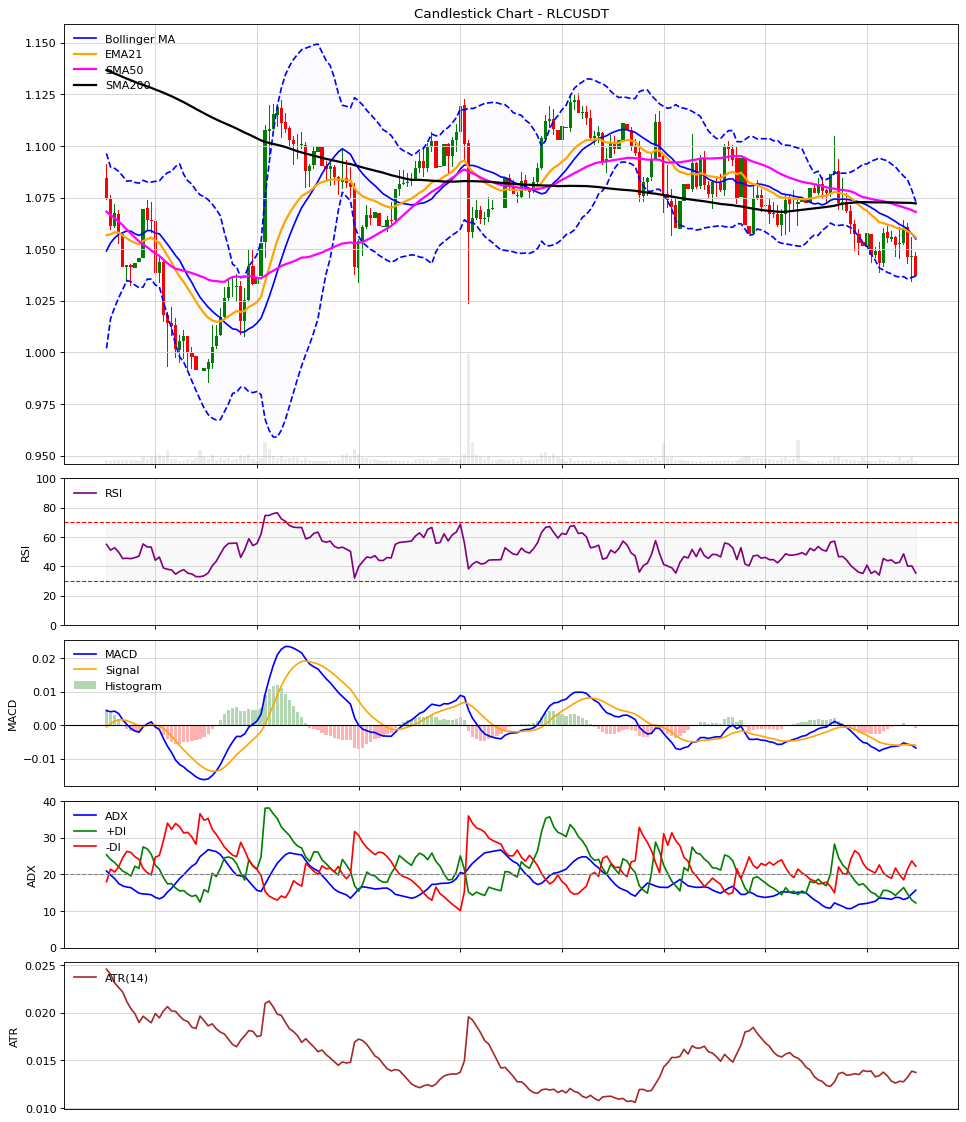 Candlestick Chart - RLCUSDT
1.150
1.125
1.100
1.075
1.050
1.025
1.000
0.975
0.950
Bollinger MA
EMA21
SMA50
SMA200
100
80
60
40
20
0
RSI
RSI
0.02
0.01
0.00
−0.01
MACD
MACD
Signal
Histogram
40
30
20
10
0
ADX
ADX
+DI
-DI
0.025
0.020
0.015
0.010
ATR
ATR(14)